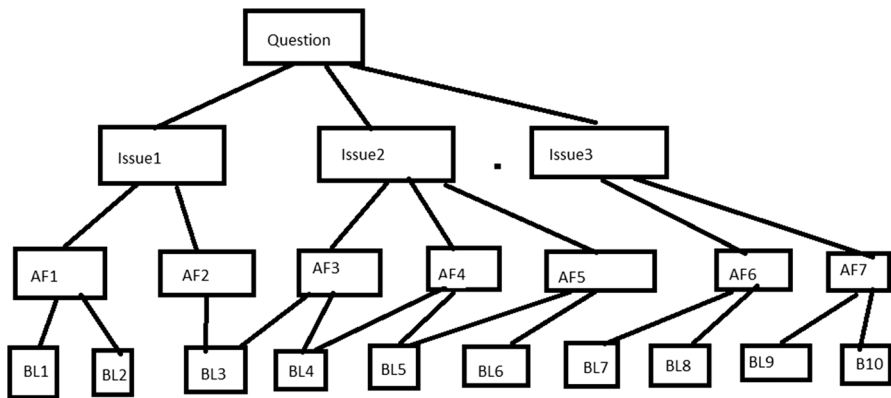 Question
Issue1
Issue2
Issue3
AF1
AF2
AF3
AF4
AF5
AF6
AF7
BL1
BL2
BL3
BL4
BL5
BL6
BL7
BL8
BL9
B10